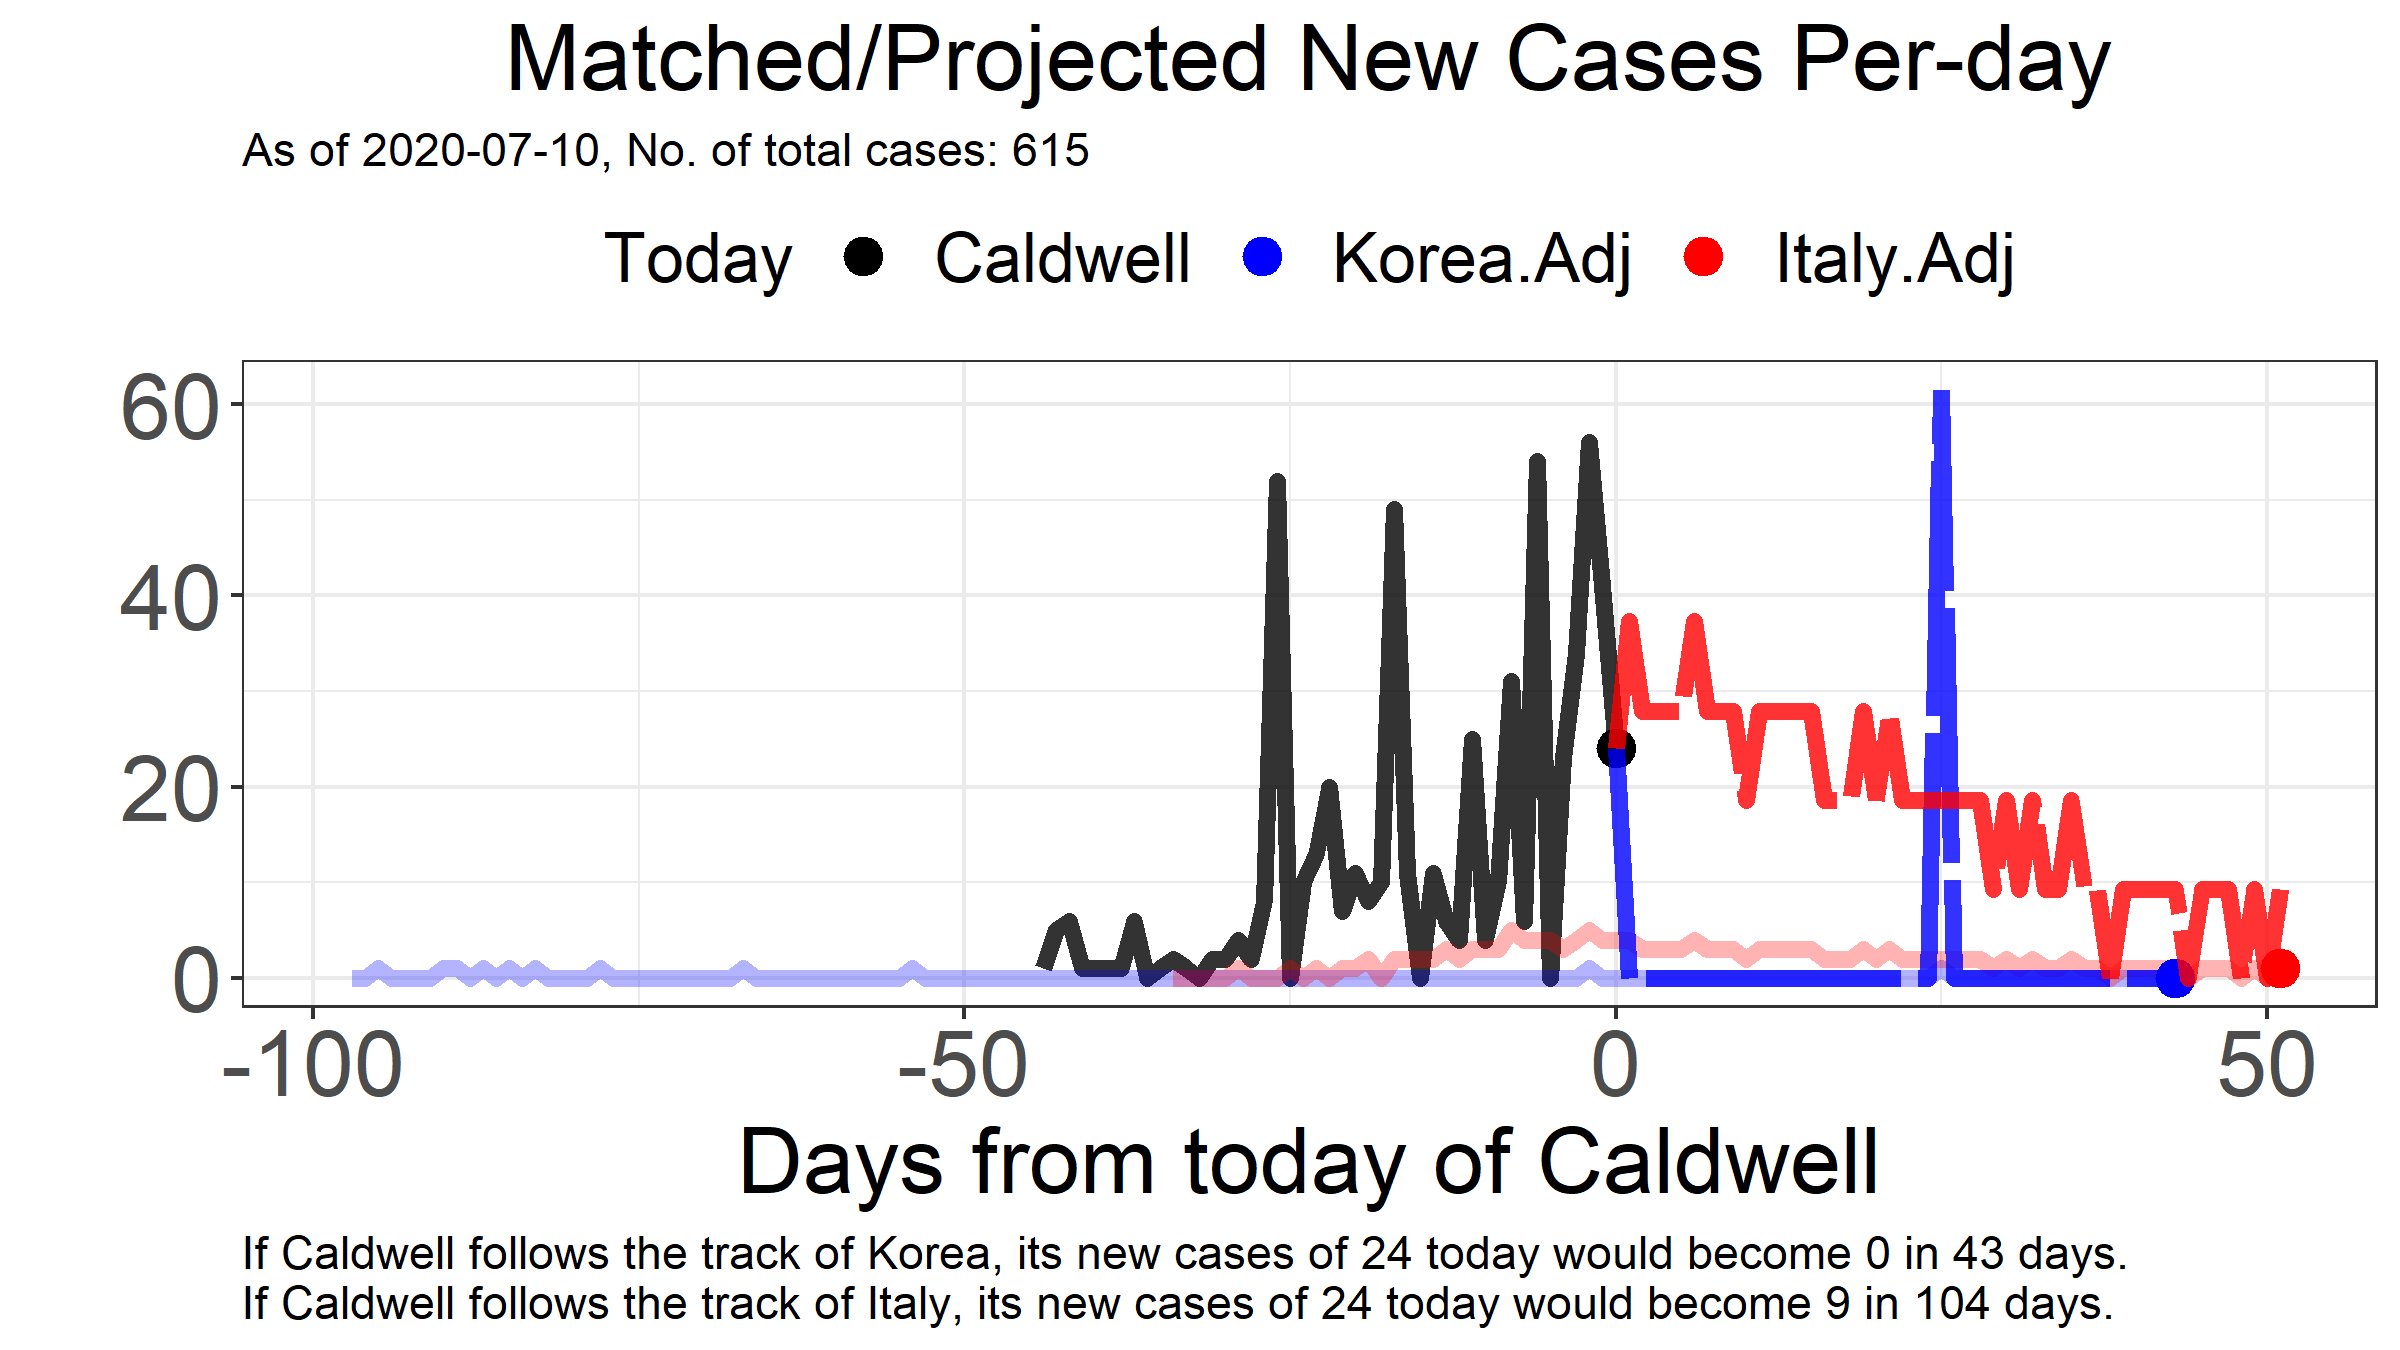 Matched/Projected New Cases Per-day
As of 2020-07-10, No. of total cases: 615
Today Caldwell Korea.Adj Italy.Adj
60
40
20
0
-100 -50 0 50
Days from today of Caldwell
If Caldwell follows the track of Korea, its new cases of 24 today would become 0 in 43 days.
If Caldwell follows the track of Italy, its new cases of 24 today would become 9 in 104 days.